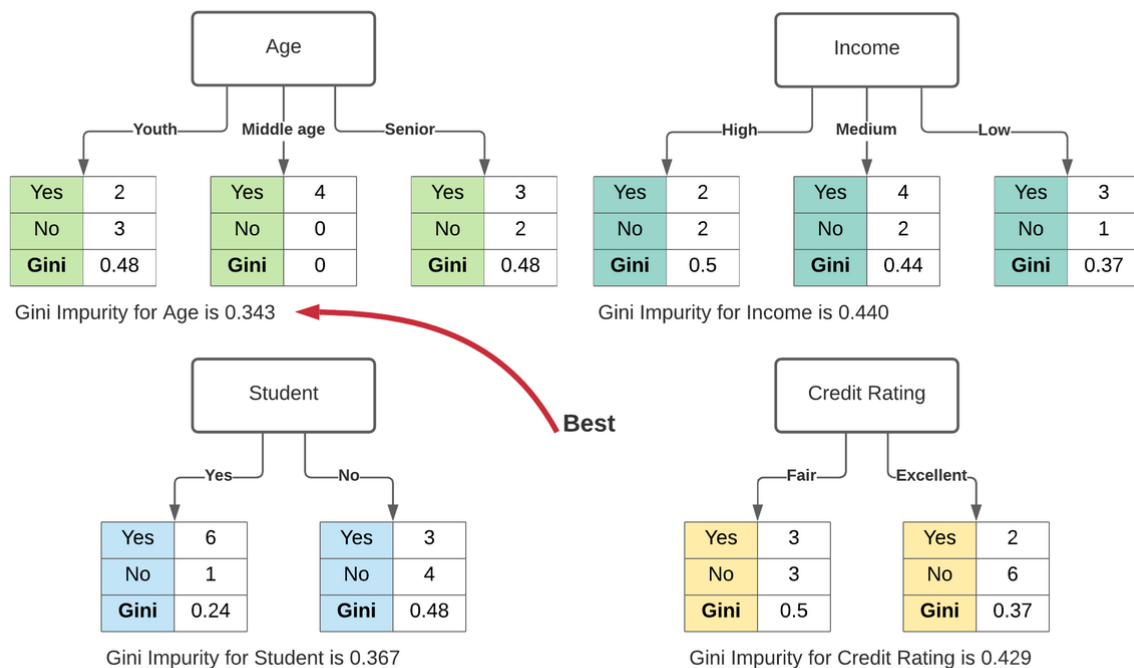 Age
Youth
Middle age
Senior
Yes 2
No 3
Gini 0.48
Yes 4
No 0
Gini 0
Yes 3
No 2
Gini 0.48
Gini Impurity for Age is 0.343
Income
High
Medium
Low
Yes 2
No 2
Gini 0.5
Yes 4
No 2
Gini 0.44
Yes 3
No 1
Gini 0.37
Gini Impurity for Income is 0.440
Best
Student
Yes
No
Yes 6
No 1
Gini 0.24
Yes 3
No 4
Gini 0.48
Gini Impurity for Student is 0.367
Credit Rating
Fair
Excellent
Yes 3
No 3
Gini 0.5
Yes 2
No 6
Gini 0.37
Gini Impurity for Credit Rating is 0.429